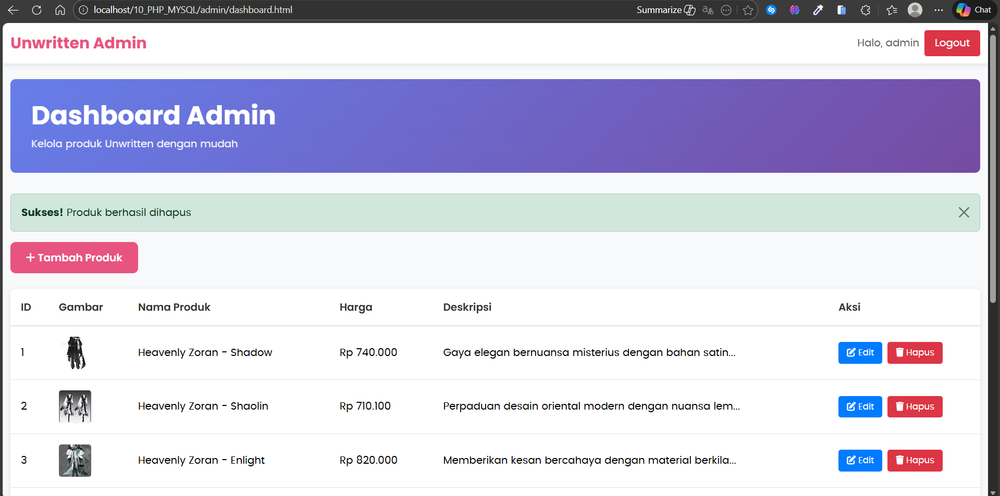 localhost/10_PHP_MYSQL/admin/dashboard.html Summarize Chat
Unwritten Admin Halo, admin Logout
Dashboard Admin
Kelola produk Unwritten dengan mudah
Sukses! Produk berhasil dihapus
+ Tambah Produk
ID Gambar Nama Produk Harga Deskripsi Aksi
1 Heavenly Zoran - Shadow Rp 740.000 Gaya elegan bernuansa misterius dengan bahan satin... Edit Hapus
2 Heavenly Zoran - Shaolin Rp 710.100 Perpaduan desain oriental modern dengan nuansa lem... Edit Hapus
3 Heavenly Zoran - Enlight Rp 820.000 Memberikan kesan bercahaya dengan material berkila... Edit Hapus